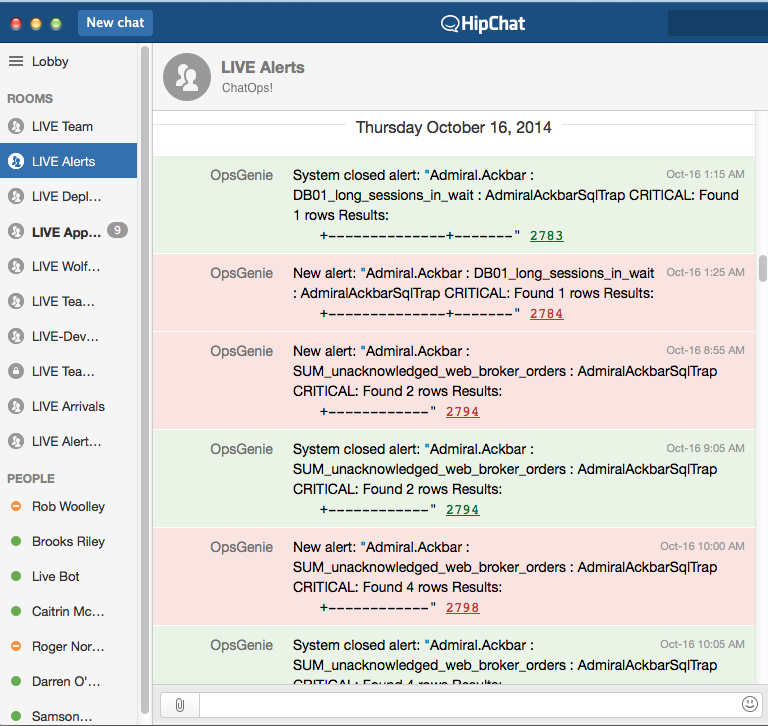 New chat
HipChat
Lobby
ROOMS
LIVE Team
LIVE Alerts
LIVE Depl...
LIVE App... 9
LIVE Wolf...
LIVE Tea...
LIVE-Dev...
LIVE Tea...
LIVE Arrivals
LIVE Alert...
PEOPLE
Rob Woolley
Brooks Riley
Live Bot
Caitrin Mc...
Roger Nor...
Darren O'...
Samson...
LIVE Alerts
ChatOps!
Thursday October 16, 2014
OpsGenie System closed alert: "Admiral.Ackbar : Oct-16 1:15 AM
DB01_long_sessions_in_wait : AdmiralAckbarSqlTrap CRITICAL: Found
1 rows Results:
+--------------+-------" 2783
OpsGenie New alert: "Admiral.Ackbar : DB01_long_sessions_in_wait Oct-16 1:25 AM
: AdmiralAckbarSqlTrap CRITICAL: Found 1 rows Results:
+--------------+-------" 2784
OpsGenie New alert: "Admiral.Ackbar : Oct-16 8:55 AM
SUM_unacknowledged_web_broker_orders : AdmiralAckbarSqlTrap
CRITICAL: Found 2 rows Results:
+------------" 2794
OpsGenie System closed alert: "Admiral.Ackbar : Oct-16 9:05 AM
SUM_unacknowledged_web_broker_orders : AdmiralAckbarSqlTrap
CRITICAL: Found 2 rows Results:
+------------" 2794
OpsGenie New alert: "Admiral.Ackbar : Oct-16 10:00 AM
SUM_unacknowledged_web_broker_orders : AdmiralAckbarSqlTrap
CRITICAL: Found 4 rows Results:
+------------" 2798
OpsGenie System closed alert: "Admiral.Ackbar : Oct-16 10:05 AM
SUM_unacknowledged_web_broker_orders : AdmiralAckbarSqlTrap
CRITICAL: Found 4 rows Results: